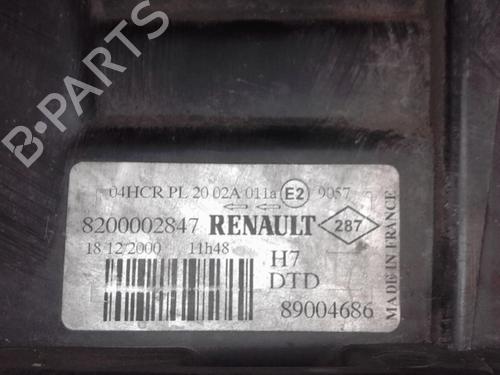 04HCR PL 20 02A 011a E2 9057
8200002847 RENAULT 287
18/12/2000 11h48 H7
DTD
89004686
MADE IN FRANCE
B-PARTS